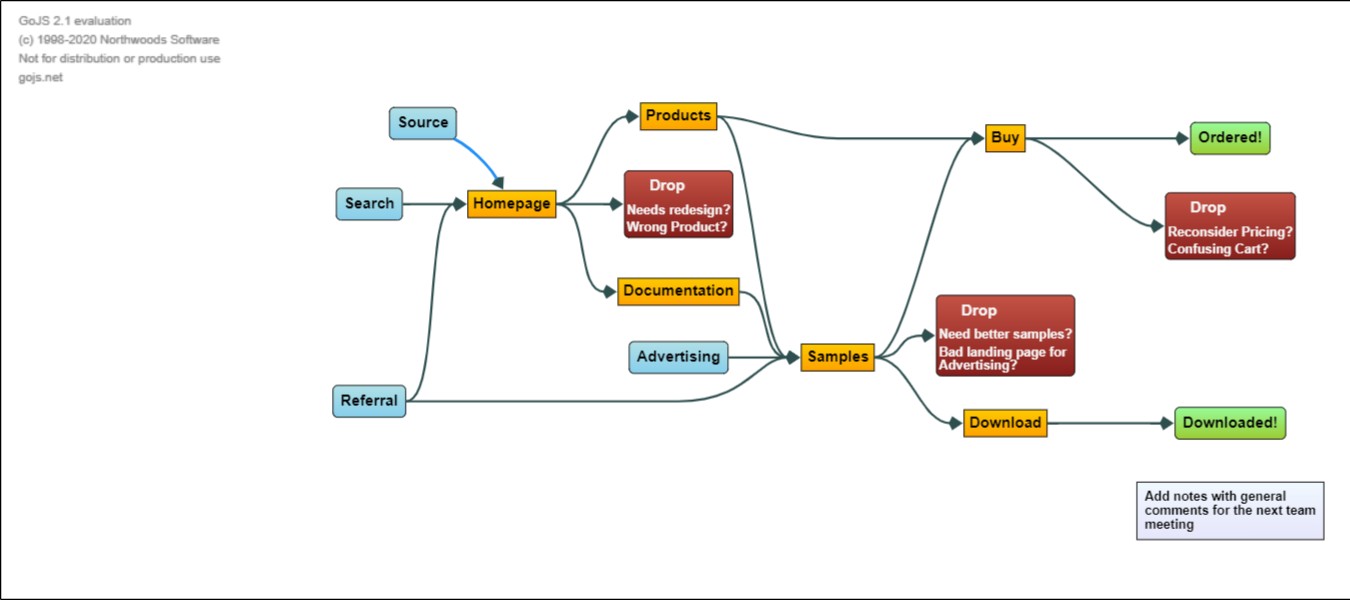 GoJS 2.1 evaluation
(c) 1998-2020 Northwoods Software
Not for distribution or production use
gojs.net
Source
Products
Buy
Ordered!
Search
Homepage
Drop
Needs redesign?
Wrong Product?
Drop
Reconsider Pricing?
Confusing Cart?
Documentation
Advertising
Samples
Drop
Need better samples?
Bad landing page for
Advertising?
Referral
Download
Downloaded!
Add notes with general
comments for the next team
meeting